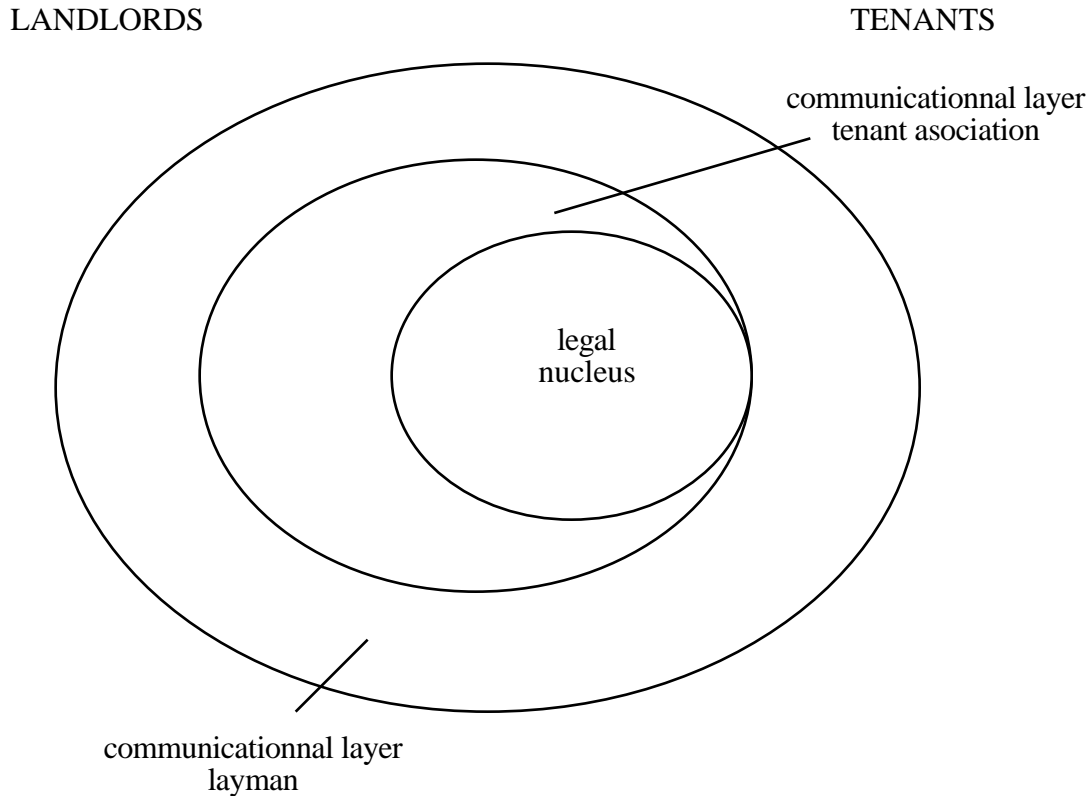 LANDLORDS
TENANTS
communicationnal layer
tenant asociation
legal
nucleus
communicationnal layer
layman